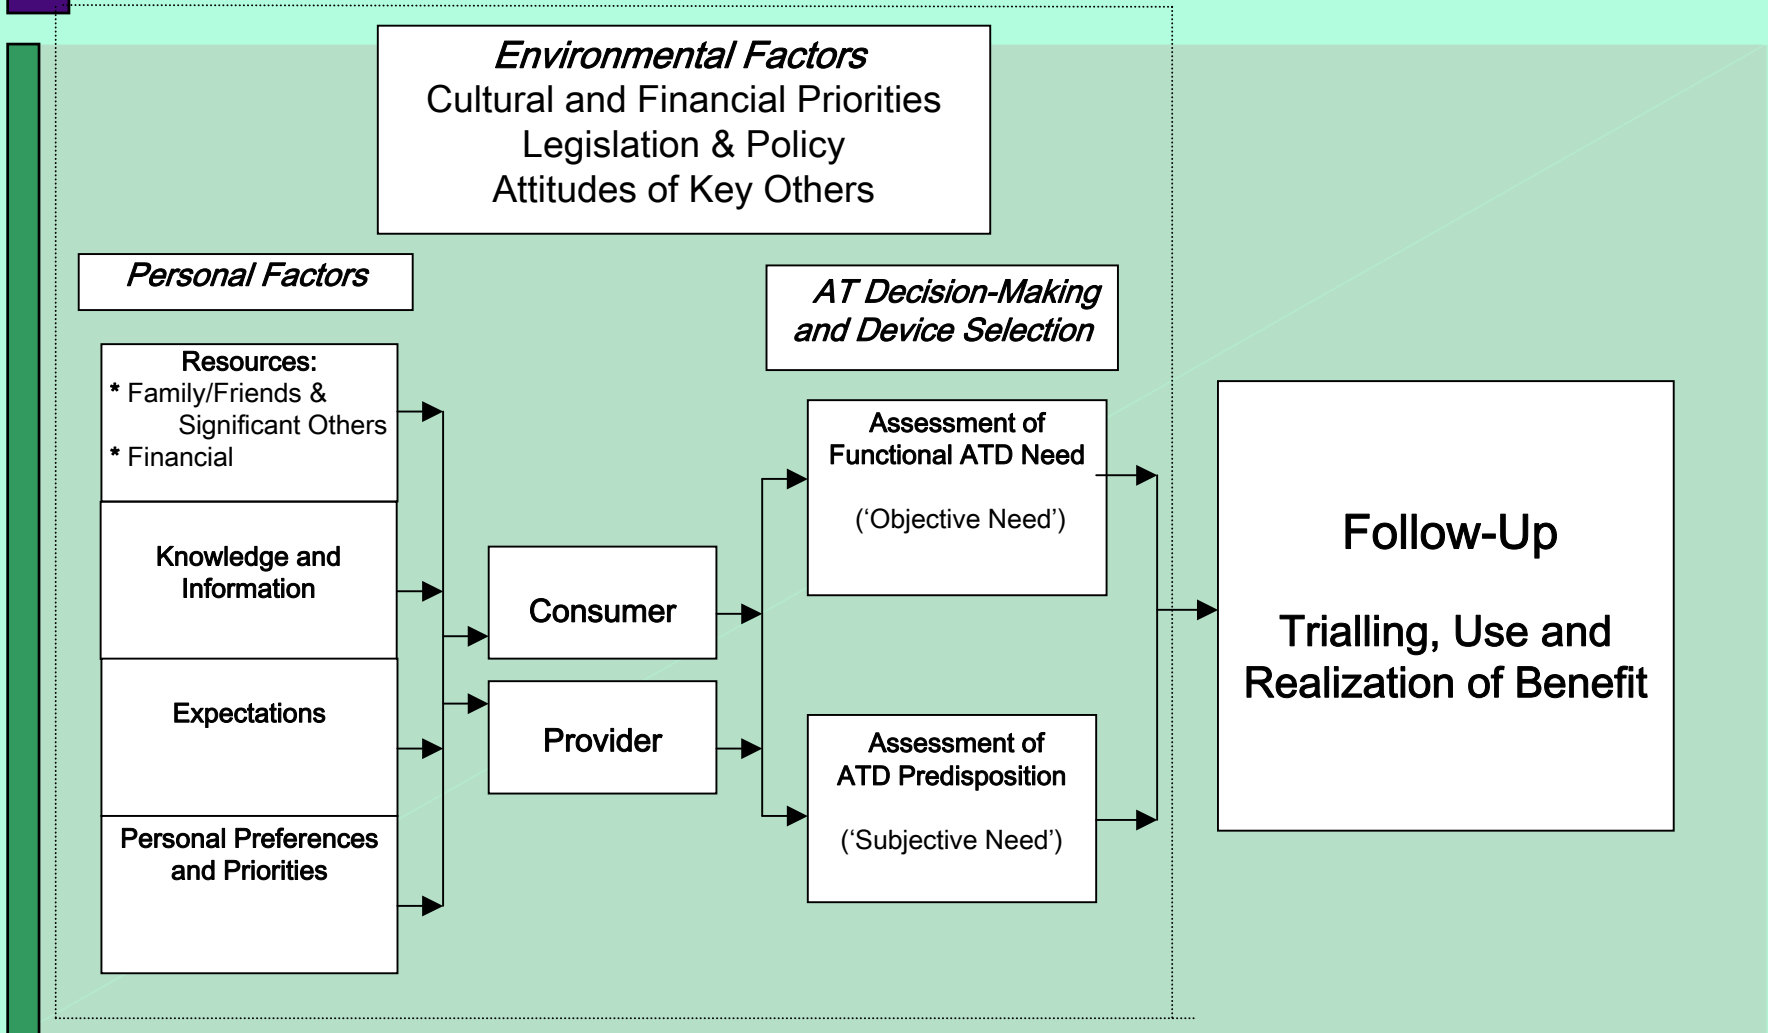 Environmental Factors
Cultural and Financial Priorities
Legislation & Policy
Attitudes of Key Others
Personal Factors
AT Decision-Making
and Device Selection
Resources:
* Family/Friends &
Significant Others
* Financial
Knowledge and
Information
Expectations
Personal Preferences
and Priorities
Consumer
Provider
Assessment of
Functional ATD Need
(‘Objective Need’)
Assessment of
ATD Predisposition
(‘Subjective Need’)
Follow-Up
Trialling, Use and
Realization of Benefit